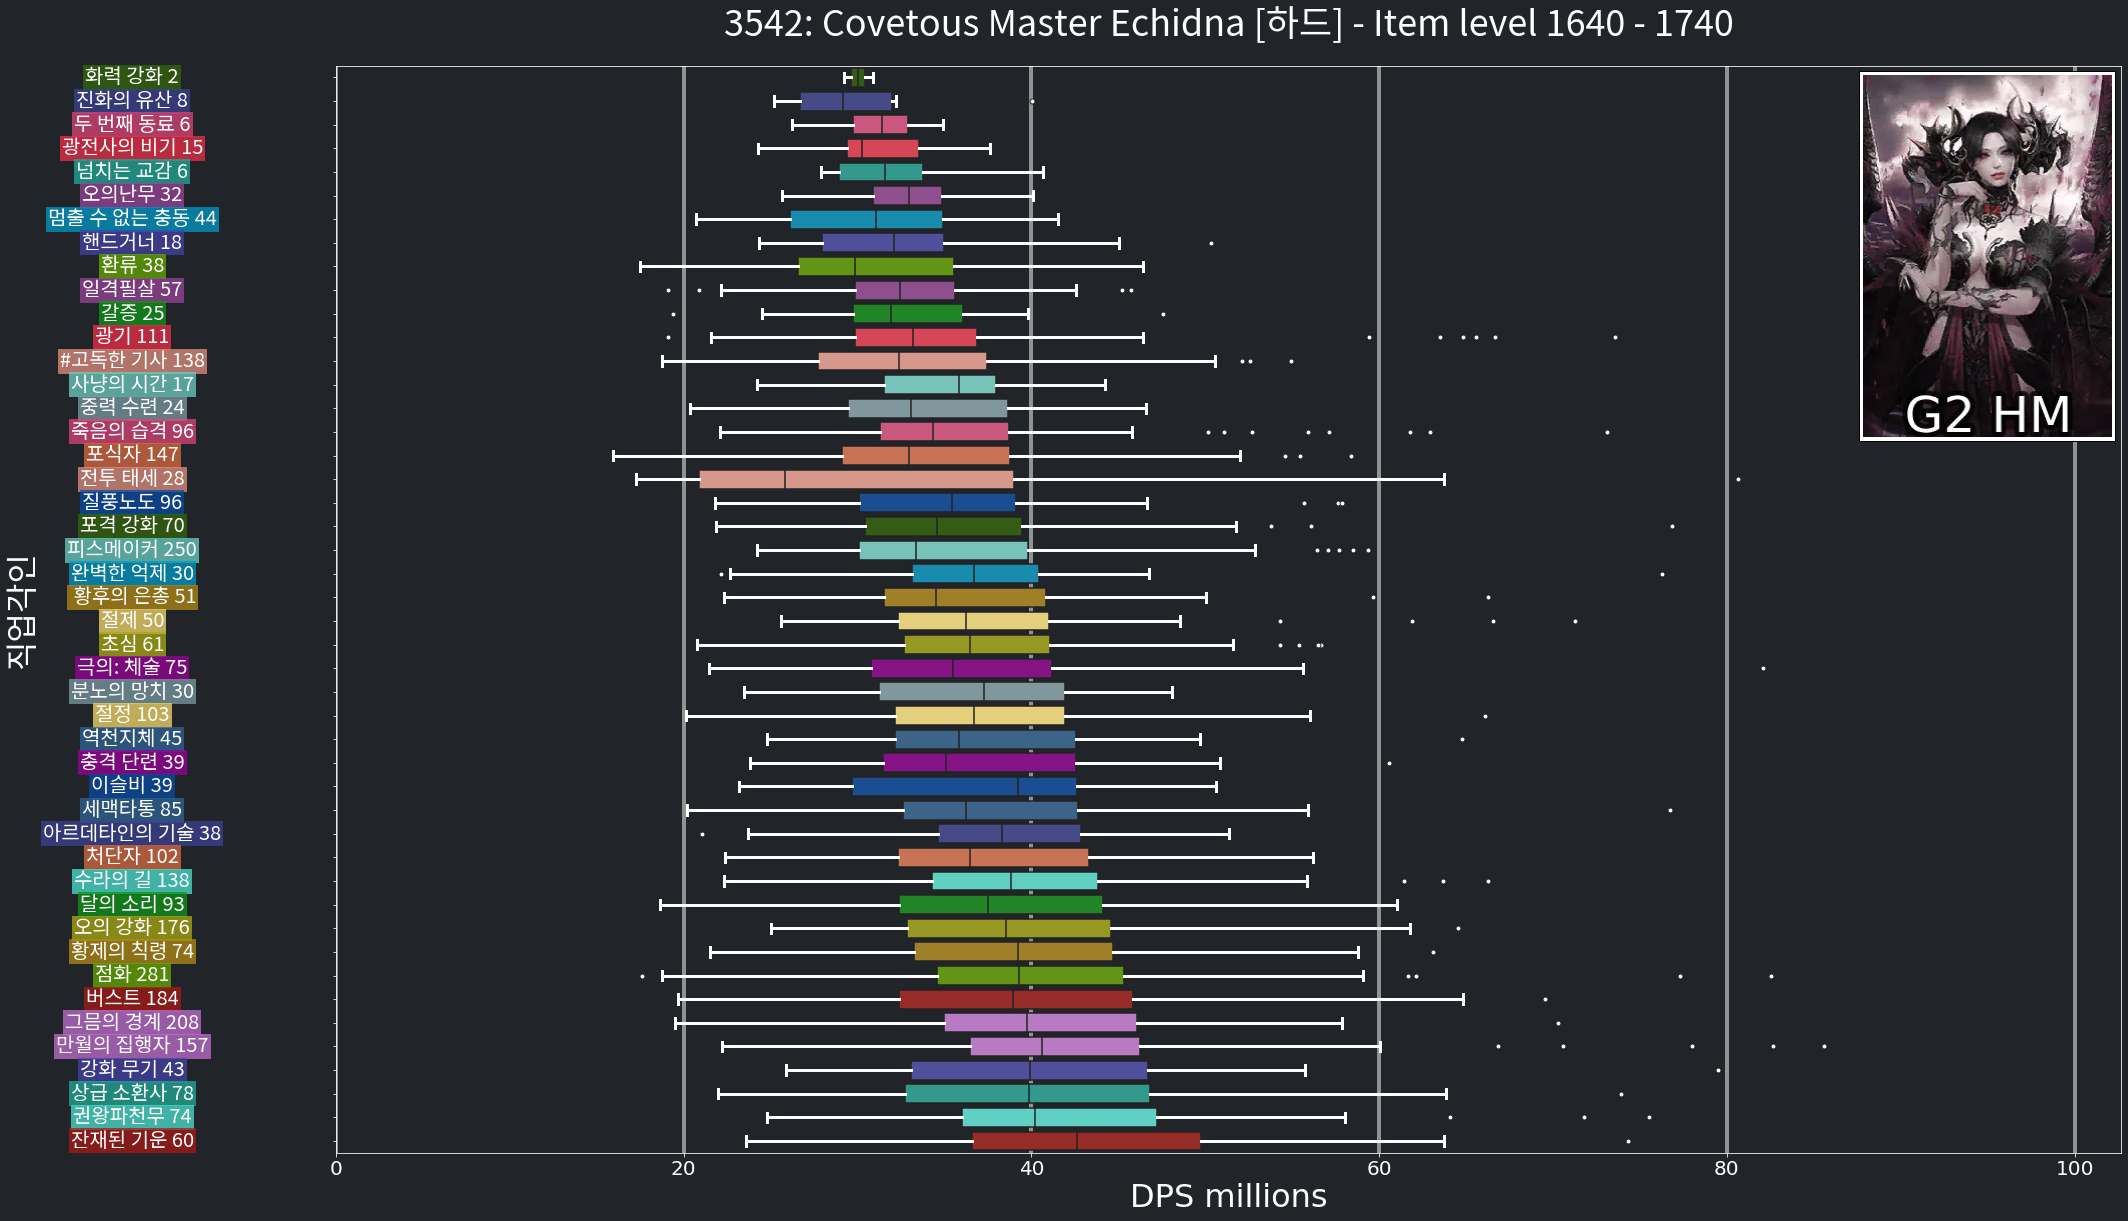 3542: Covetous Master Echidna [하드] - Item level 1640 - 1740
화력 강화 2
진화의 유산 8
두 번째 동료 6
광전사의 비기 15
넘치는 교감 6
오의난무 32
멈출 수 없는 충동 44
핸드거너 18
환류 38
일격필살 57
갈증 25
광기 111
#고독한 기사 138
사냥의 시간 17
중력 수련 24
죽음의 습격 96
포식자 147
전투 태세 28
질풍노도 96
포격 강화 70
피스메이커 250
완벽한 억제 30
황후의 은총 51
절제 50
초심 61
극의: 체술 75
분노의 망치 30
절정 103
역천지체 45
충격 단련 39
이슬비 39
세맥타통 85
아르데타인의 기술 38
처단자 102
수라의 길 138
달의 소리 93
오의 강화 176
황제의 칙령 74
점화 281
버스트 184
그믐의 경계 208
만월의 집행자 157
강화 무기 43
상급 소환사 78
권왕파천무 74
잔재된 기운 60
직업각인
G2 HM
0 20 40 60 80 100
DPS millions